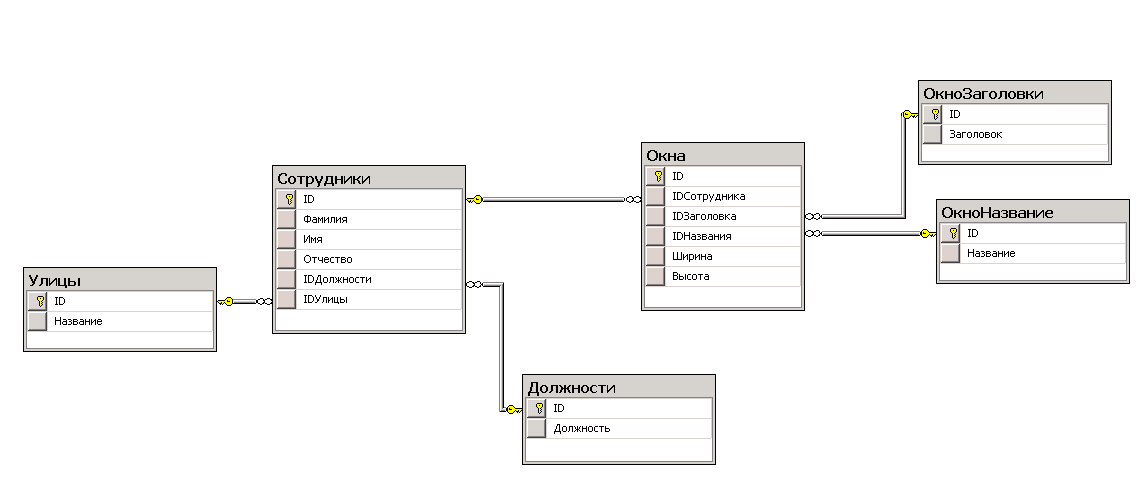 Улицы
ID
Название
Сотрудники
ID
Фамилия
Имя
Отчество
IDДолжности
IDУлицы
Должности
ID
Должность
Окна
ID
IDСотрудника
IDЗаголовка
IDНазвания
Ширина
Высота
ОкноЗаголовки
ID
Заголовок
ОкноНазвание
ID
Название